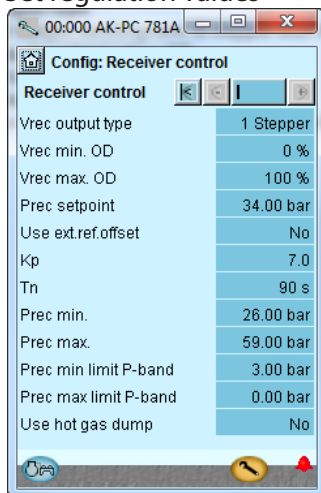 00:000 AK-PC 781A
Config: Receiver control
Receiver control
Vrec output type 1 Stepper
Vrec min. OD 0 %
Vrec max. OD 100 %
Prec setpoint 34.00 bar
Use ext.ref.offset No
Kp 7.0
Tn 90 s
Prec min. 26.00 bar
Prec max. 59.00 bar
Prec min limit P-band 3.00 bar
Prec max limit P-band 0.00 bar
Use hot gas dump No